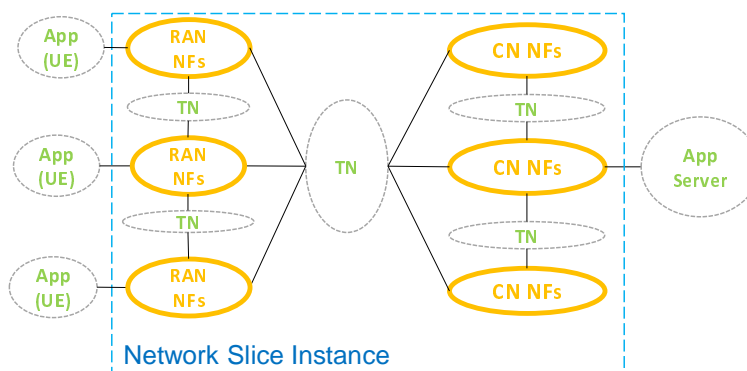 App
(UE)
RAN
NFs
CN NFs
TN
TN
App
(UE)
RAN
NFs
TN
CN NFs
App
Server
TN
TN
App
(UE)
RAN
NFs
CN NFs
Network Slice Instance